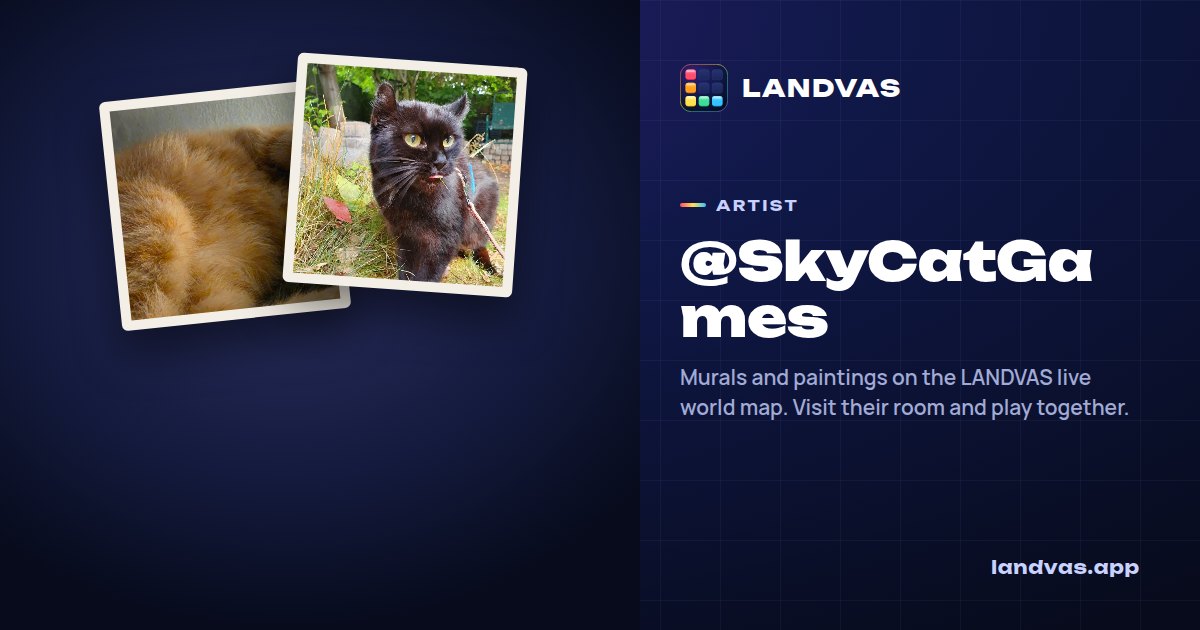 LANDVAS
ARTIST
@SkyCatGa
mes
Murals and paintings on the LANDVAS live
world map. Visit their room and play together.
landvas.app